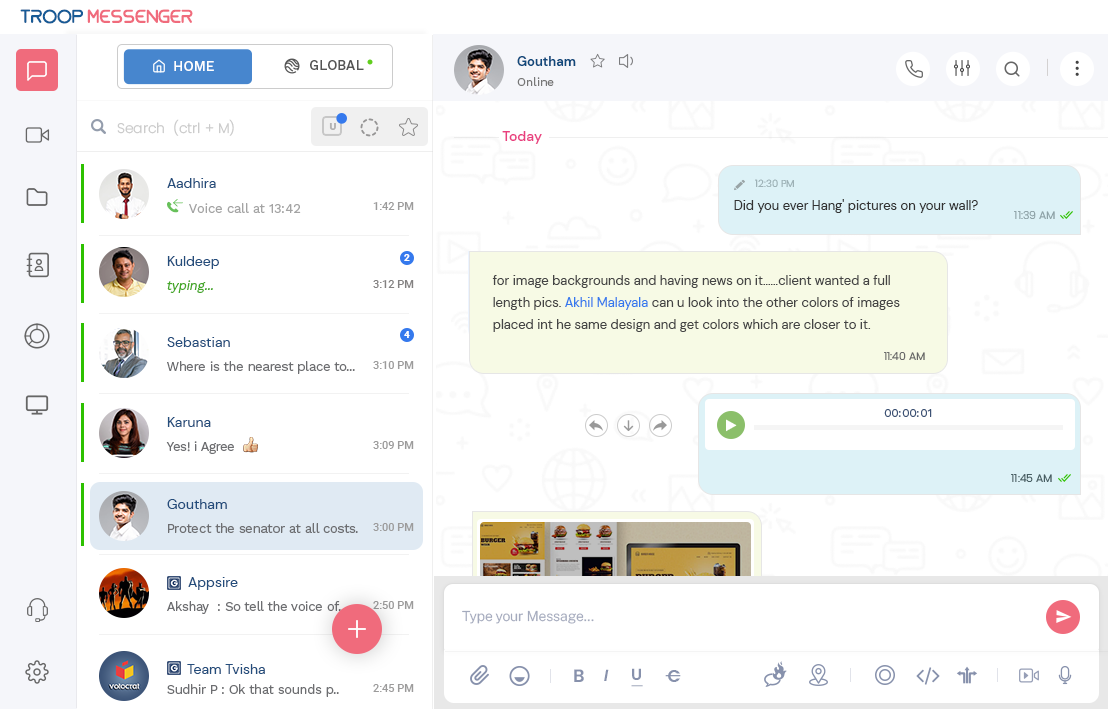 TROOP MESSENGER
HOME
GLOBAL
Search (ctrl + M)
U
Aadhira
Voice call at 13:42
1:42 PM
Kuldeep
2
typing...
3:12 PM
Sebastian
4
Where is the nearest place to...
3:10 PM
Karuna
Yes! i Agree
3:09 PM
Goutham
Protect the senator at all costs.
3:00 PM
G Appsire
Akshay : So tell the voice of.
2:50 PM
G Team Tvisha
Sudhir P : Ok that sounds p..
2:45 PM
volocrat
Goutham
Online
Today
12:30 PM
Did you ever Hang' pictures on your wall?
11:39 AM
for image backgrounds and having news on it......client wanted a full
length pics. Akhil Malayala can u look into the other colors of images
placed int he same design and get colors which are closer to it.
11:40 AM
00:00:01
11:45 AM
BURGER
BURGER
Type your Message...
B I U C